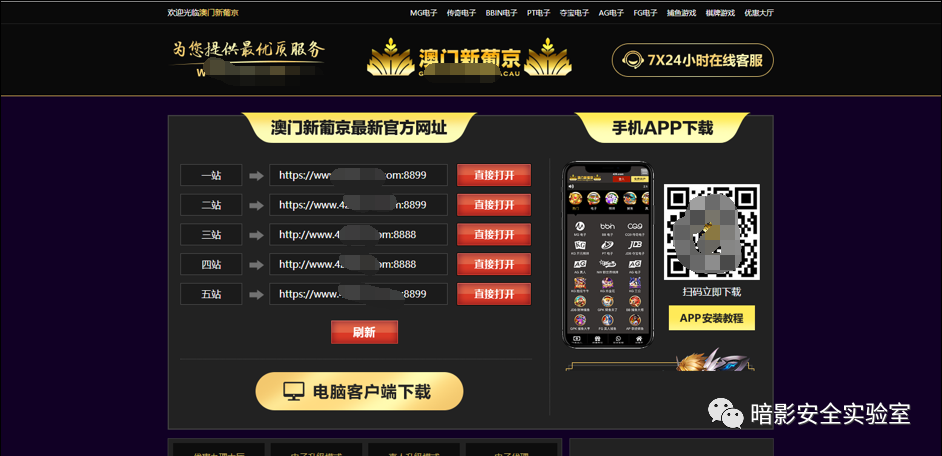 欢迎光临澳门新葡京
MG电子 传奇电子 BBIN电子 PT电子 夺宝电子 AG电子 FG电子 捕鱼游戏 棋牌游戏 优惠大厅
为您提供最优质服务
W
澳门新葡京
CAU
7X24小时在线客服
澳门新葡京最新官方网址
一站 https://ww om:8899 直接打开
二站 https://www.4 om:8899 直接打开
三站 http://www.4 om:8888 直接打开
四站 http://www.4 om:8888 直接打开
五站 https://www. om:8899 直接打开
刷新
电脑客户端下载
手机APP下载
扫码立即下载
APP安装教程
暗影安全实验室